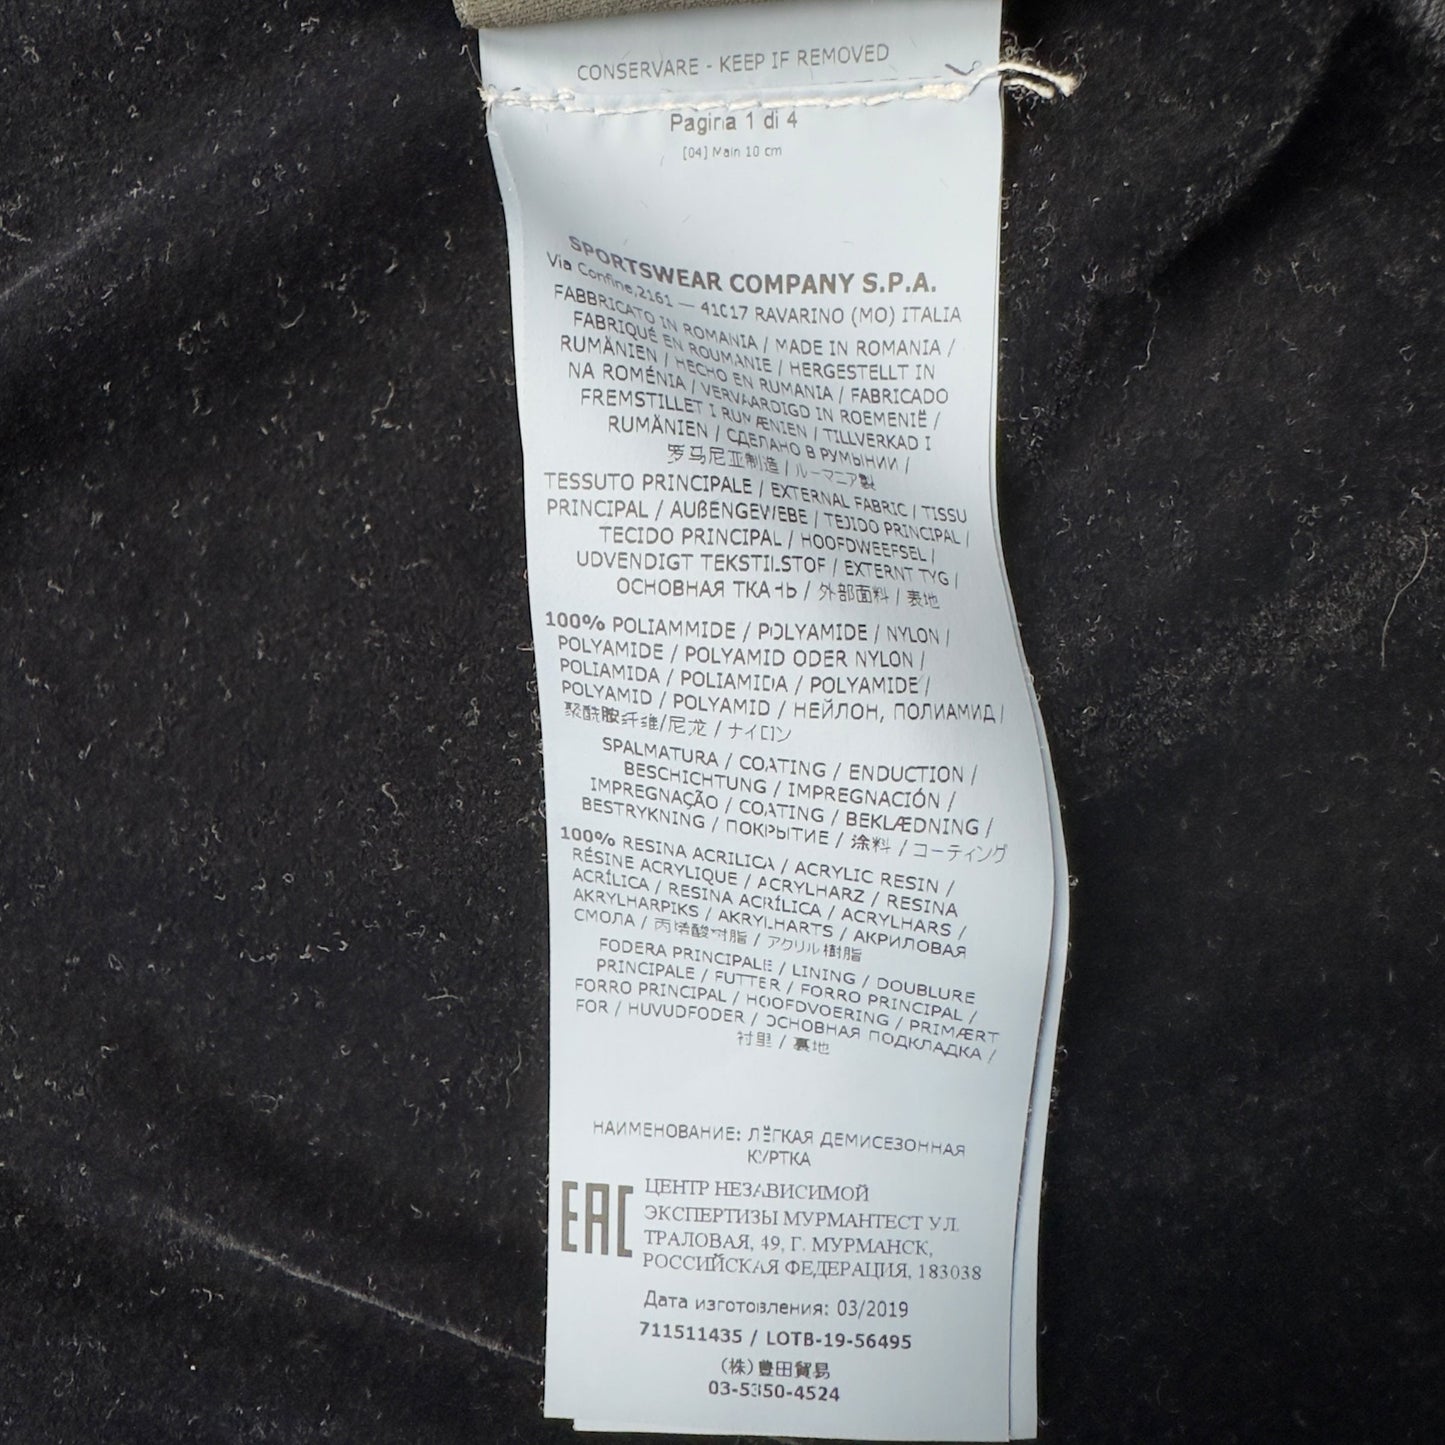 CONSERVARE - KEEP IF REMOVED
Pagina 1 di 4
[04] Main 10 cm
SPORTSWEAR COMPANY S.P.A.
Via Confine,2161 — 41017 RAVARINO (MO) ITALIA
FABBRICATO IN ROMANIA / MADE IN ROMANIA /
FABRIQUÉ EN ROUMANIE / HERGESTELLT IN
RUMÄNIEN / HECHO EN RUMANIA / FABRICADO
NA ROMÉNIA / VERVAARDIGD IN ROEMENIË /
FREMSTILLET I RUMÆNIEN / TILLVERKAD I
RUMÄNIEN / СДЕЛАНО В РУМЫНИИ /
罗马尼亚制造 / ルーマニア製
TESSUTO PRINCIPALE / EXTERNAL FABRIC / TISSU
PRINCIPAL / AUßENGEWEBE / TEJIDO PRINCIPAL /
TECIDO PRINCIPAL / HOOFDWEEFSEL /
UDVENDIGT TEKSTILSTOF / EXTERNT TYG /
ОСНОВНАЯ ТКАНЬ / 外部面料 / 表地
100% POLIAMMIDE / POLYAMIDE / NYLON /
POLYAMIDE / POLYAMID ODER NYLON /
POLIAMIDA / POLIAMIDA / POLYAMIDE /
POLYAMID / POLYAMID / НЕЙЛОН, ПОЛИАМИД /
聚酰胺纤维/尼龙 / ナイロン
SPALMATURA / COATING / ENDUCTION /
BESCHICHTUNG / IMPREGNACIÓN /
IMPREGNAÇÃO / COATING / BEKLÆDNING /
BESTRYKNING / ПОКРЫТИЕ / 涂料 / コーティング
100% RESINA ACRILICA / ACRYLIC RESIN /
RÉSINE ACRYLIQUE / ACRYLHARZ / RESINA
ACRÍLICA / RESINA ACRÍLICA / ACRYLHARS /
AKRYLHARPIKS / AKRYLHARTS / АКРИЛОВАЯ
СМОЛА / 丙烯酸树脂 / アクリル樹脂
FODERA PRINCIPALE / LINING / DOUBLURE
PRINCIPALE / FUTTER / FORRO PRINCIPAL /
FORRO PRINCIPAL / HOOFDVOERING / PRIMÆRT
FOR / HUVUDFODER / ОСНОВНАЯ ПОДКЛАДКА /
衬里 / 裏地
НАИМЕНОВАНИЕ: ЛЁГКАЯ ДЕМИСЕЗОННАЯ
КУРТКА
EAC
ЦЕНТР НЕЗАВИСИМОЙ
ЭКСПЕРТИЗЫ МУРМАНТЕСТ УЛ.
ТРАЛОВАЯ, 49, Г. МУРМАНСК,
РОССИЙСКАЯ ФЕДЕРАЦИЯ, 183038
Дата изготовления: 03/2019
711511435 / LOTB-19-56495
(株)豊田貿易
03-5350-4524